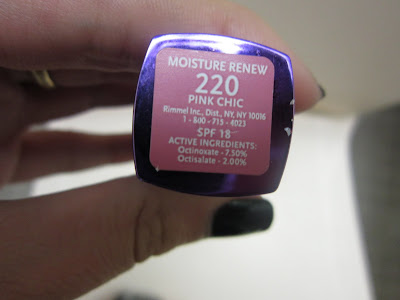 MOISTURE RENEW
220
PINK CHIC
Rimmel Inc., Dist., NY, NY 10016
1 - 800 - 715 - 4023
SPF 18
ACTIVE INGREDIENTS:
Octinoxate - 7.50%
Octisalate - 2.00%